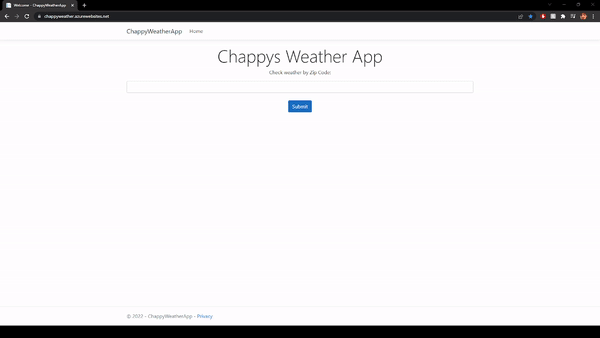 Welcome - ChappyWeatherApp
chappyweather.azurewebsites.net
ChappyWeatherApp Home
Chappys Weather App
Check weather by Zip Code:
Submit
© 2022 - ChappyWeatherApp - Privacy